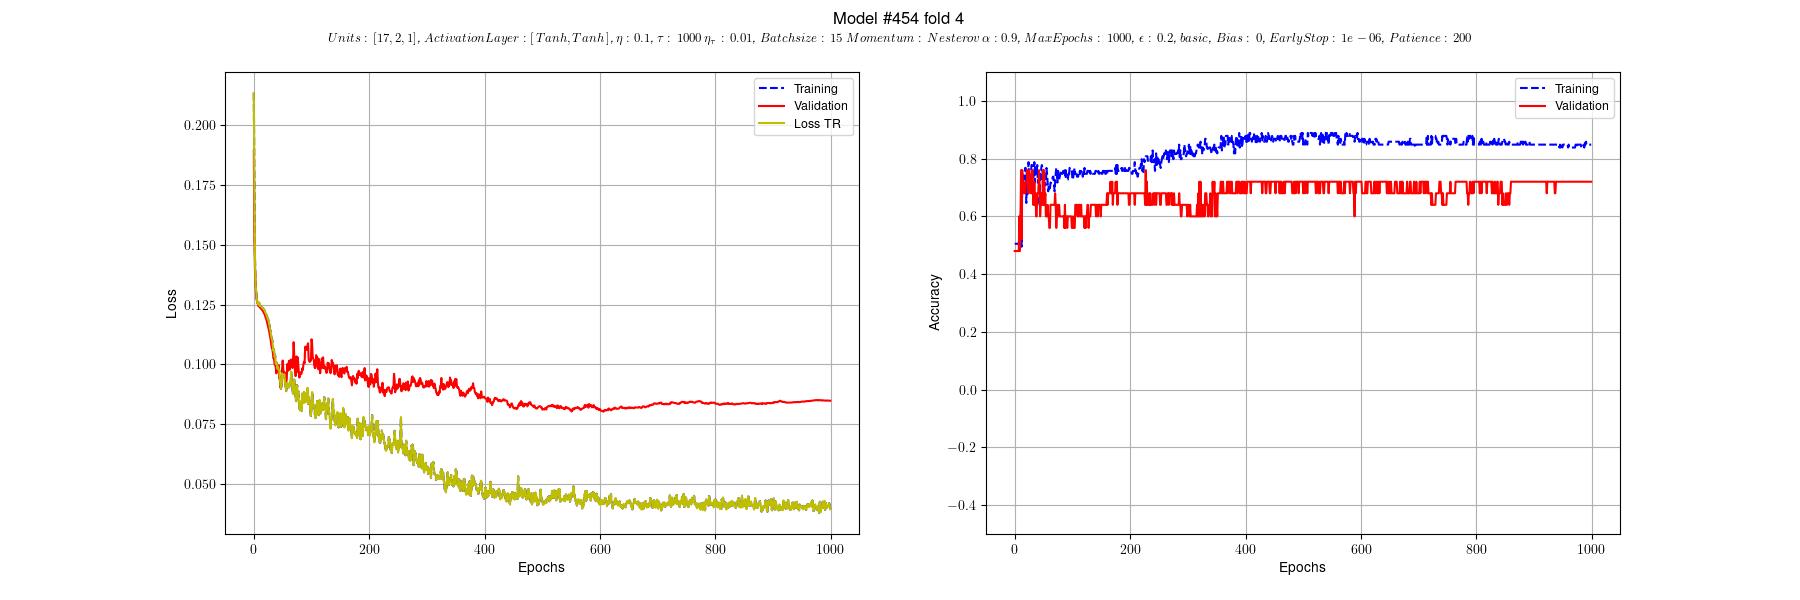 Model #454 fold 4
Units : [17, 2, 1], ActivationLayer : [Tanh, Tanh], η : 0.1, τ : 1000 ητ : 0.01, Batchsize : 15 Momentum : Nesterov α : 0.9, MaxEpochs : 1000, ϵ : 0.2, basic, Bias : 0, EarlyStop : 1e − 06, Patience : 200
Training
Validation
Loss TR
0.200
0.175
0.150
0.125
0.100
0.075
0.050
Loss
0
200
400
600
800
1000
Epochs
Training
Validation
1.0
0.8
0.6
0.4
0.2
0.0
−0.2
−0.4
Accuracy
0
200
400
600
800
1000
Epochs